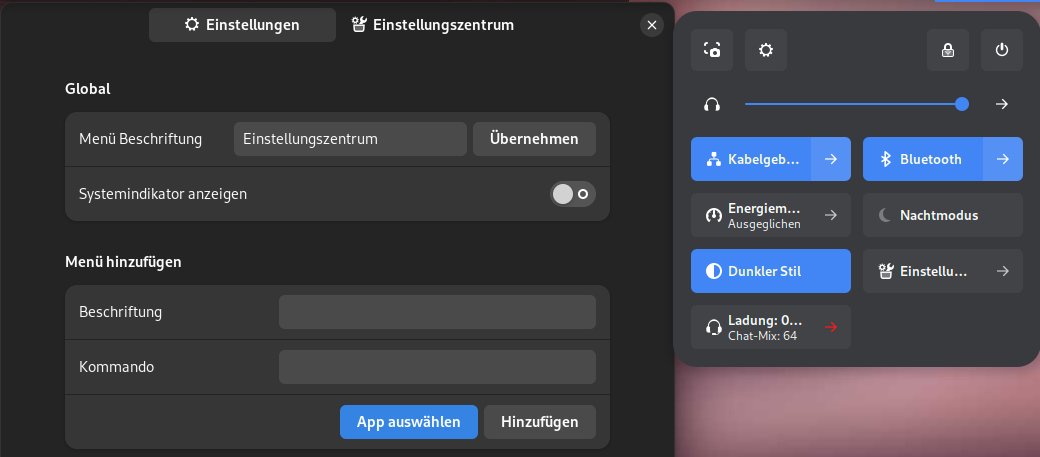 Einstellungen
Einstellungszentrum
Global
Menü Beschriftung
Einstellungszentrum
Übernehmen
Systemindikator anzeigen
Menü hinzufügen
Beschriftung
Kommando
App auswählen
Hinzufügen
Kabelgeb...
Bluetooth
Energiem...
Ausgeglichen
Nachtmodus
Dunkler Stil
Einstellu...
Ladung: 0...
Chat-Mix: 64